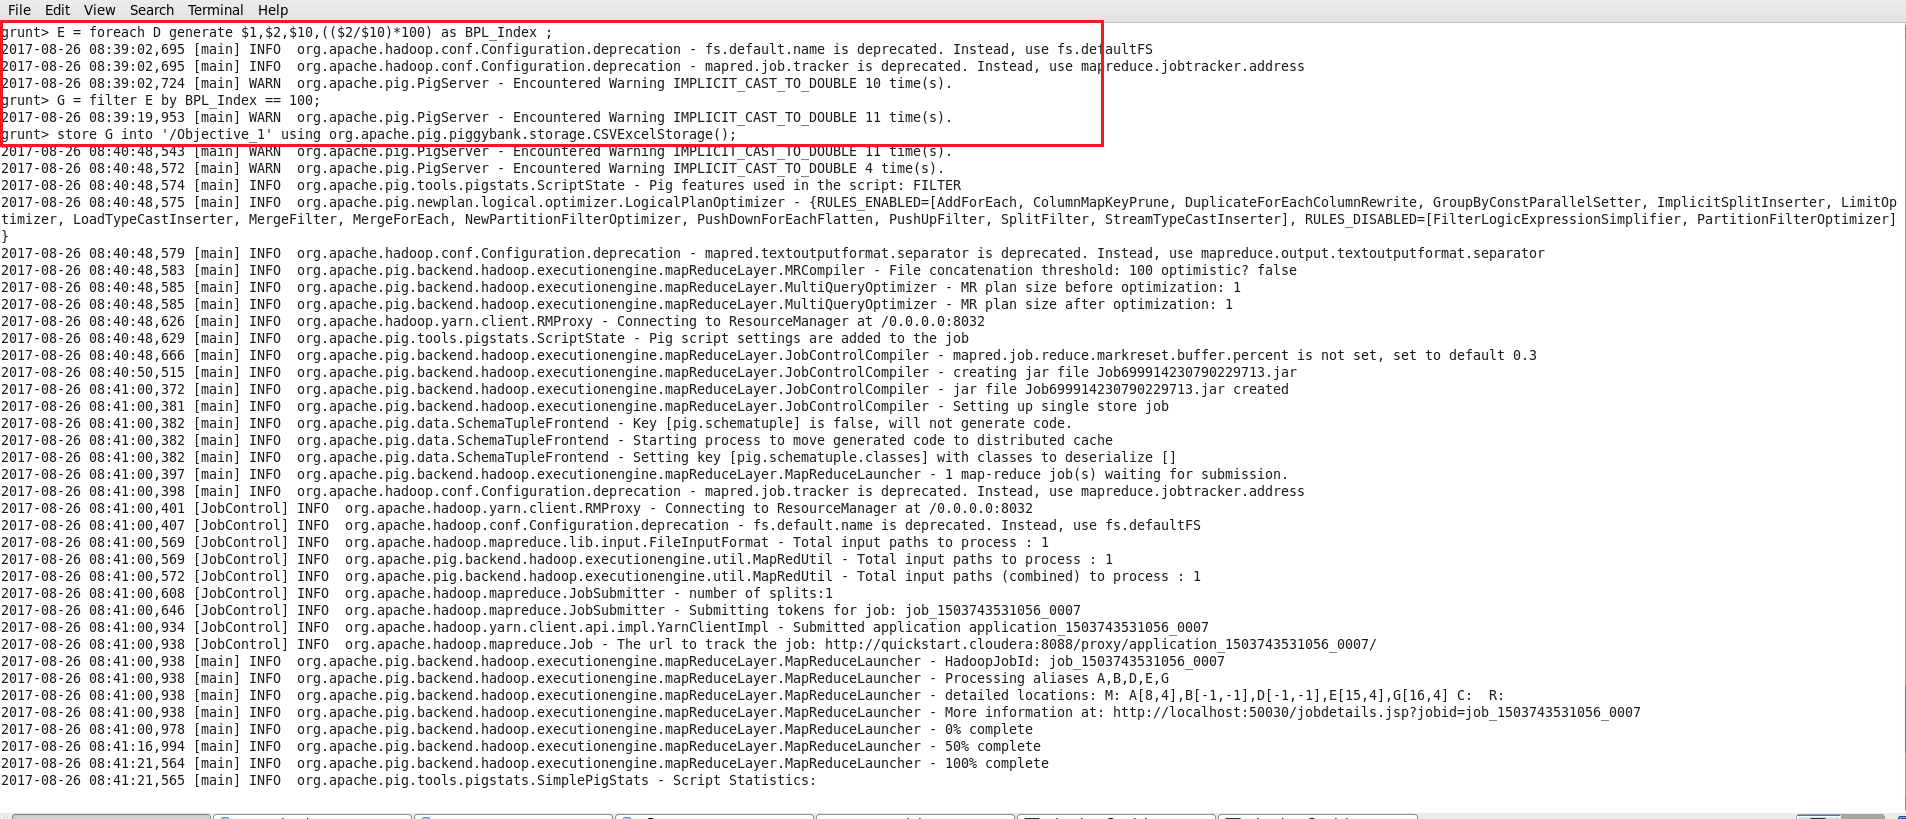 File Edit View Search Terminal Help
grunt> E = foreach D generate $1,$2,$10,(($2/$10)*100) as BPL_Index ;
2017-08-26 08:39:02,695 [main] INFO  org.apache.hadoop.conf.Configuration.deprecation - fs.default.name is deprecated. Instead, use fs.defaultFS
2017-08-26 08:39:02,695 [main] INFO  org.apache.hadoop.conf.Configuration.deprecation - mapred.job.tracker is deprecated. Instead, use mapreduce.jobtracker.address
2017-08-26 08:39:02,724 [main] WARN  org.apache.pig.PigServer - Encountered Warning IMPLICIT_CAST_TO_DOUBLE 10 time(s).
grunt> G = filter E by BPL_Index == 100;
2017-08-26 08:39:19,953 [main] WARN  org.apache.pig.PigServer - Encountered Warning IMPLICIT_CAST_TO_DOUBLE 11 time(s).
grunt> store G into '/Objective_1' using org.apache.pig.piggybank.storage.CSVExcelStorage();
2017-08-26 08:40:48,543 [main] WARN  org.apache.pig.PigServer - Encountered Warning IMPLICIT_CAST_TO_DOUBLE 11 time(s).
2017-08-26 08:40:48,572 [main] WARN  org.apache.pig.PigServer - Encountered Warning IMPLICIT_CAST_TO_DOUBLE 4 time(s).
2017-08-26 08:40:48,574 [main] INFO  org.apache.pig.tools.pigstats.ScriptState - Pig features used in the script: FILTER
2017-08-26 08:40:48,575 [main] INFO  org.apache.pig.newplan.logical.optimizer.LogicalPlanOptimizer - {RULES_ENABLED=[AddForEach, ColumnMapKeyPrune, DuplicateForEachColumnRewrite, GroupByConstParallelSetter, ImplicitSplitInserter, LimitOp
timizer, LoadTypeCastInserter, MergeFilter, MergeForEach, NewPartitionFilterOptimizer, PushDownForEachFlatten, PushUpFilter, SplitFilter, StreamTypeCastInserter], RULES_DISABLED=[FilterLogicExpressionSimplifier, PartitionFilterOptimizer]
}
2017-08-26 08:40:48,579 [main] INFO  org.apache.hadoop.conf.Configuration.deprecation - mapred.textoutputformat.separator is deprecated. Instead, use mapreduce.output.textoutputformat.separator
2017-08-26 08:40:48,583 [main] INFO  org.apache.pig.backend.hadoop.executionengine.mapReduceLayer.MRCompiler - File concatenation threshold: 100 optimistic? false
2017-08-26 08:40:48,585 [main] INFO  org.apache.pig.backend.hadoop.executionengine.mapReduceLayer.MultiQueryOptimizer - MR plan size before optimization: 1
2017-08-26 08:40:48,585 [main] INFO  org.apache.pig.backend.hadoop.executionengine.mapReduceLayer.MultiQueryOptimizer - MR plan size after optimization: 1
2017-08-26 08:40:48,626 [main] INFO  org.apache.hadoop.yarn.client.RMProxy - Connecting to ResourceManager at /0.0.0.0:8032
2017-08-26 08:40:48,629 [main] INFO  org.apache.pig.tools.pigstats.ScriptState - Pig script settings are added to the job
2017-08-26 08:40:48,666 [main] INFO  org.apache.pig.backend.hadoop.executionengine.mapReduceLayer.JobControlCompiler - mapred.job.reduce.markreset.buffer.percent is not set, set to default 0.3
2017-08-26 08:40:50,515 [main] INFO  org.apache.pig.backend.hadoop.executionengine.mapReduceLayer.JobControlCompiler - creating jar file Job699914230790229713.jar
2017-08-26 08:41:00,372 [main] INFO  org.apache.pig.backend.hadoop.executionengine.mapReduceLayer.JobControlCompiler - jar file Job699914230790229713.jar created
2017-08-26 08:41:00,381 [main] INFO  org.apache.pig.backend.hadoop.executionengine.mapReduceLayer.JobControlCompiler - Setting up single store job
2017-08-26 08:41:00,382 [main] INFO  org.apache.pig.data.SchemaTupleFrontend - Key [pig.schematuple] is false, will not generate code.
2017-08-26 08:41:00,382 [main] INFO  org.apache.pig.data.SchemaTupleFrontend - Starting process to move generated code to distributed cache
2017-08-26 08:41:00,382 [main] INFO  org.apache.pig.data.SchemaTupleFrontend - Setting key [pig.schematuple.classes] with classes to deserialize []
2017-08-26 08:41:00,397 [main] INFO  org.apache.pig.backend.hadoop.executionengine.mapReduceLayer.MapReduceLauncher - 1 map-reduce job(s) waiting for submission.
2017-08-26 08:41:00,398 [main] INFO  org.apache.hadoop.conf.Configuration.deprecation - mapred.job.tracker is deprecated. Instead, use mapreduce.jobtracker.address
2017-08-26 08:41:00,401 [JobControl] INFO  org.apache.hadoop.yarn.client.RMProxy - Connecting to ResourceManager at /0.0.0.0:8032
2017-08-26 08:41:00,407 [JobControl] INFO  org.apache.hadoop.conf.Configuration.deprecation - fs.default.name is deprecated. Instead, use fs.defaultFS
2017-08-26 08:41:00,569 [JobControl] INFO  org.apache.hadoop.mapreduce.lib.input.FileInputFormat - Total input paths to process : 1
2017-08-26 08:41:00,569 [JobControl] INFO  org.apache.pig.backend.hadoop.executionengine.util.MapRedUtil - Total input paths to process : 1
2017-08-26 08:41:00,572 [JobControl] INFO  org.apache.pig.backend.hadoop.executionengine.util.MapRedUtil - Total input paths (combined) to process : 1
2017-08-26 08:41:00,608 [JobControl] INFO  org.apache.hadoop.mapreduce.JobSubmitter - number of splits:1
2017-08-26 08:41:00,646 [JobControl] INFO  org.apache.hadoop.mapreduce.JobSubmitter - Submitting tokens for job: job_1503743531056_0007
2017-08-26 08:41:00,934 [JobControl] INFO  org.apache.hadoop.yarn.client.api.impl.YarnClientImpl - Submitted application application_1503743531056_0007
2017-08-26 08:41:00,938 [JobControl] INFO  org.apache.hadoop.mapreduce.Job - The url to track the job: http://quickstart.cloudera:8088/proxy/application_1503743531056_0007/
2017-08-26 08:41:00,938 [main] INFO  org.apache.pig.backend.hadoop.executionengine.mapReduceLayer.MapReduceLauncher - HadoopJobId: job_1503743531056_0007
2017-08-26 08:41:00,938 [main] INFO  org.apache.pig.backend.hadoop.executionengine.mapReduceLayer.MapReduceLauncher - Processing aliases A,B,D,E,G
2017-08-26 08:41:00,938 [main] INFO  org.apache.pig.backend.hadoop.executionengine.mapReduceLayer.MapReduceLauncher - detailed locations: M: A[8,4],B[-1,-1],D[-1,-1],E[15,4],G[16,4] C:  R:
2017-08-26 08:41:00,938 [main] INFO  org.apache.pig.backend.hadoop.executionengine.mapReduceLayer.MapReduceLauncher - More information at: http://localhost:50030/jobdetails.jsp?jobid=job_1503743531056_0007
2017-08-26 08:41:00,978 [main] INFO  org.apache.pig.backend.hadoop.executionengine.mapReduceLayer.MapReduceLauncher - 0% complete
2017-08-26 08:41:16,994 [main] INFO  org.apache.pig.backend.hadoop.executionengine.mapReduceLayer.MapReduceLauncher - 50% complete
2017-08-26 08:41:21,564 [main] INFO  org.apache.pig.backend.hadoop.executionengine.mapReduceLayer.MapReduceLauncher - 100% complete
2017-08-26 08:41:21,565 [main] INFO  org.apache.pig.tools.pigstats.SimplePigStats - Script Statistics: